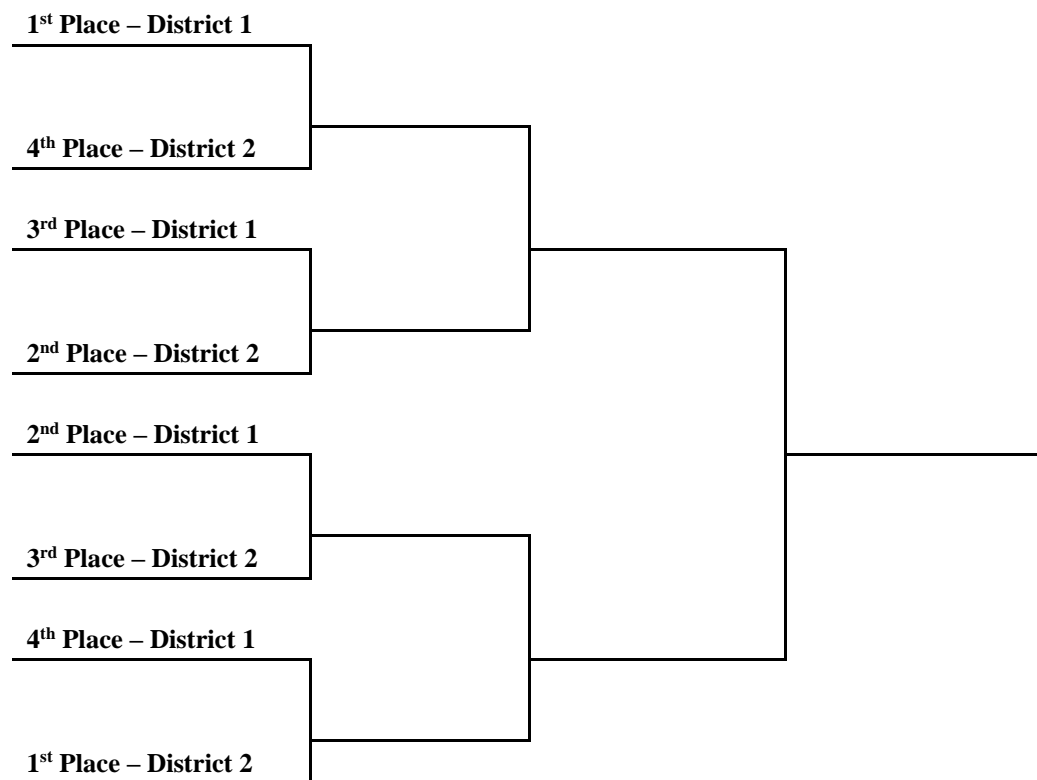 1st Place – District 1
4th Place – District 2
3rd Place – District 1
2nd Place – District 2
2nd Place – District 1
3rd Place – District 2
4th Place – District 1
1st Place – District 2